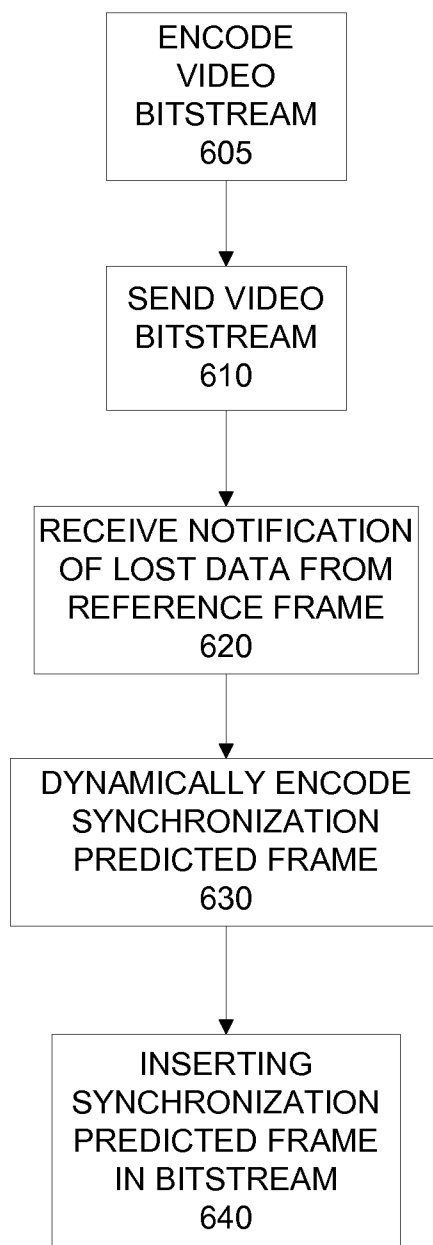 ENCODE
VIDEO
BITSTREAM
605
SEND VIDEO
BITSTREAM
610
RECEIVE NOTIFICATION
OF LOST DATA FROM
REFERENCE FRAME
620
DYNAMICALLY ENCODE
SYNCHRONIZATION
PREDICTED FRAME
630
INSERTING
SYNCHRONIZATION
PREDICTED FRAME
IN BITSTREAM
640